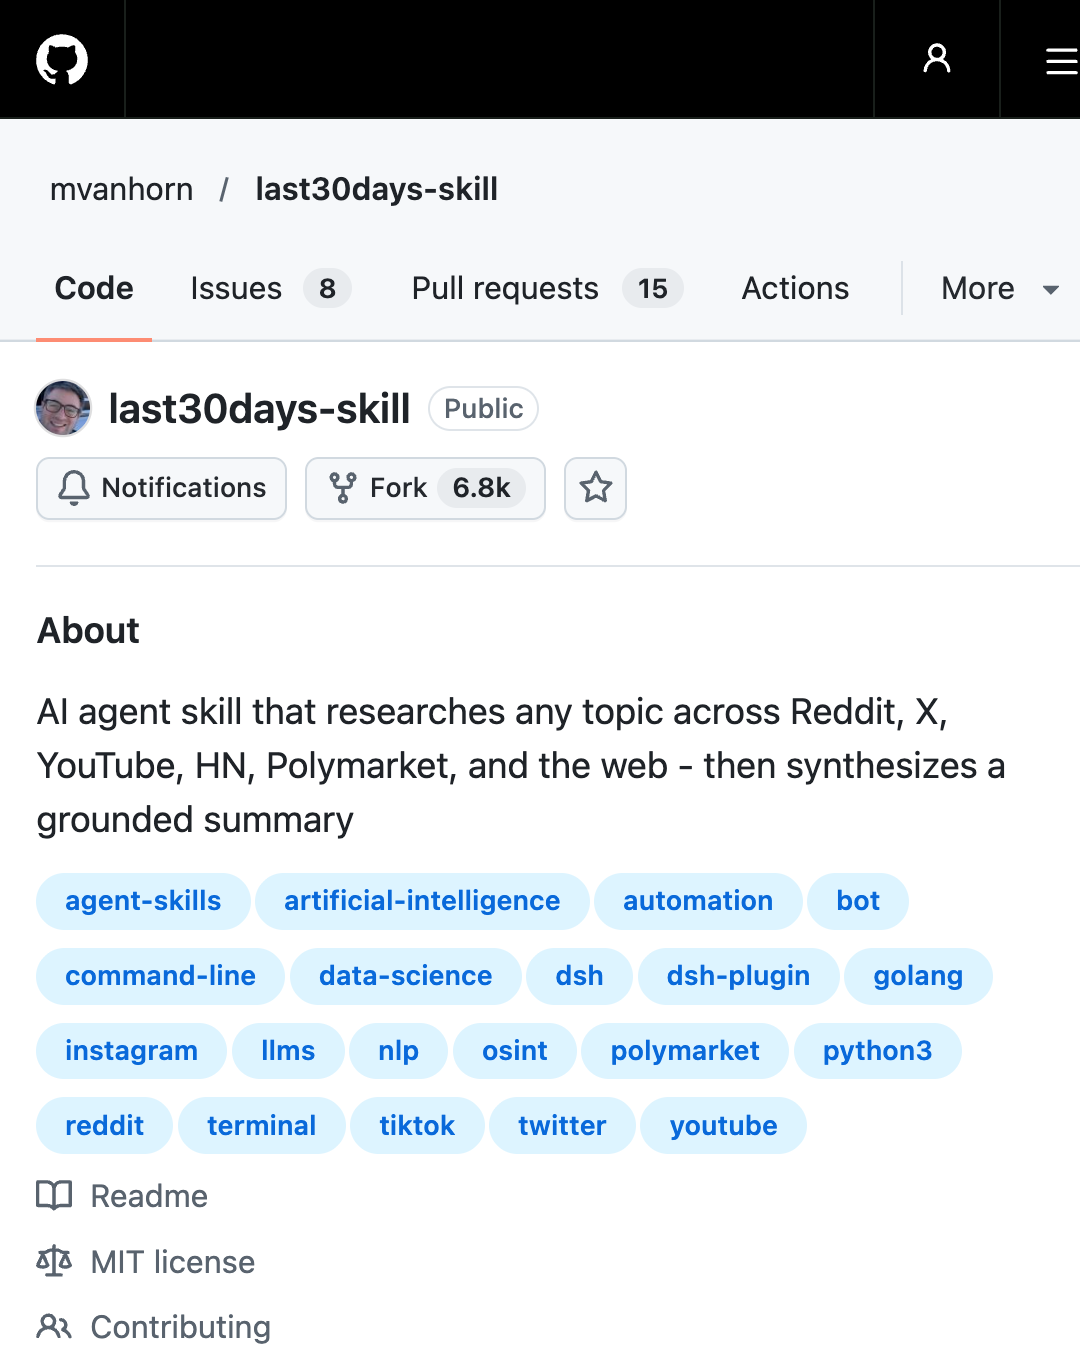 mvanhorn / last30days-skill
Code Issues 8 Pull requests 15 Actions More
last30days-skill Public
Notifications Fork 6.8k
About
AI agent skill that researches any topic across Reddit, X,
YouTube, HN, Polymarket, and the web - then synthesizes a
grounded summary
agent-skills artificial-intelligence automation bot
command-line data-science dsh dsh-plugin golang
instagram llms nlp osint polymarket python3
reddit terminal tiktok twitter youtube
Readme
MIT license
Contributing